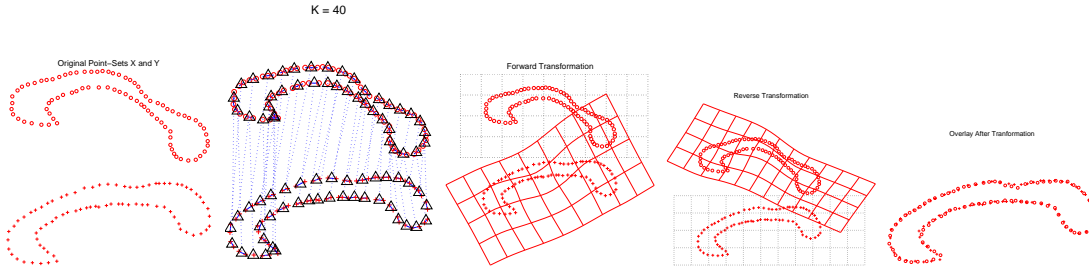 K = 40
Original Point−Sets X and Y
Forward Transformation
Reverse Transformation
Overlay After Tranformation